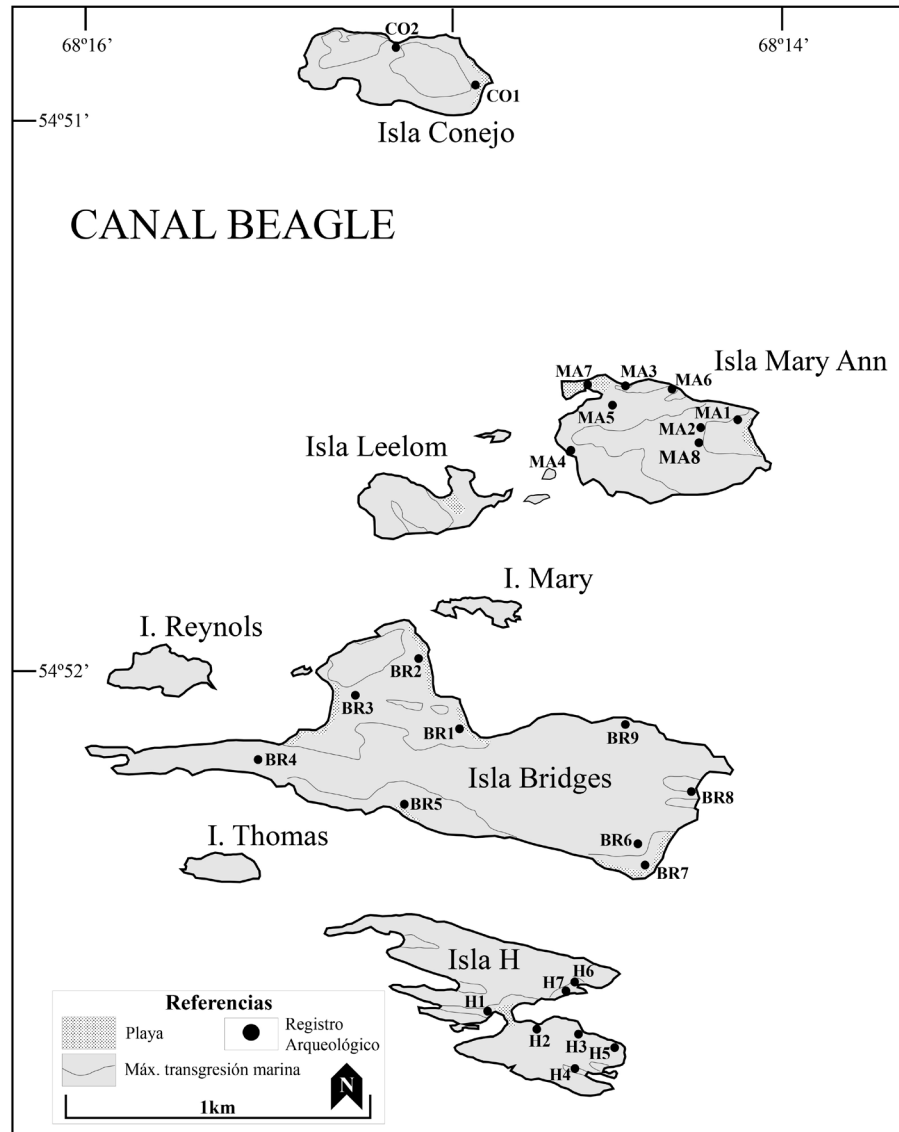 68º16
68º14
CO2
CO1
54º51'
Isla Conejo
CANAL BEAGLE
Isla Mary Ann
MA7
MA3
MA6
MA5
MA1
MA2
MA8
MA4
Isla Leelom
I. Mary
I. Reynols
54º52’
BR2
BR3
BR1
BR9
BR4
Isla Bridges
BR8
BR5
BR6
BR7
I. Thomas
Isla H
H6
H7
H1
H2
H3
H5
H4
Referencias
Playa
Registro
Arqueológico
Máx. transgresión marina
N
1km